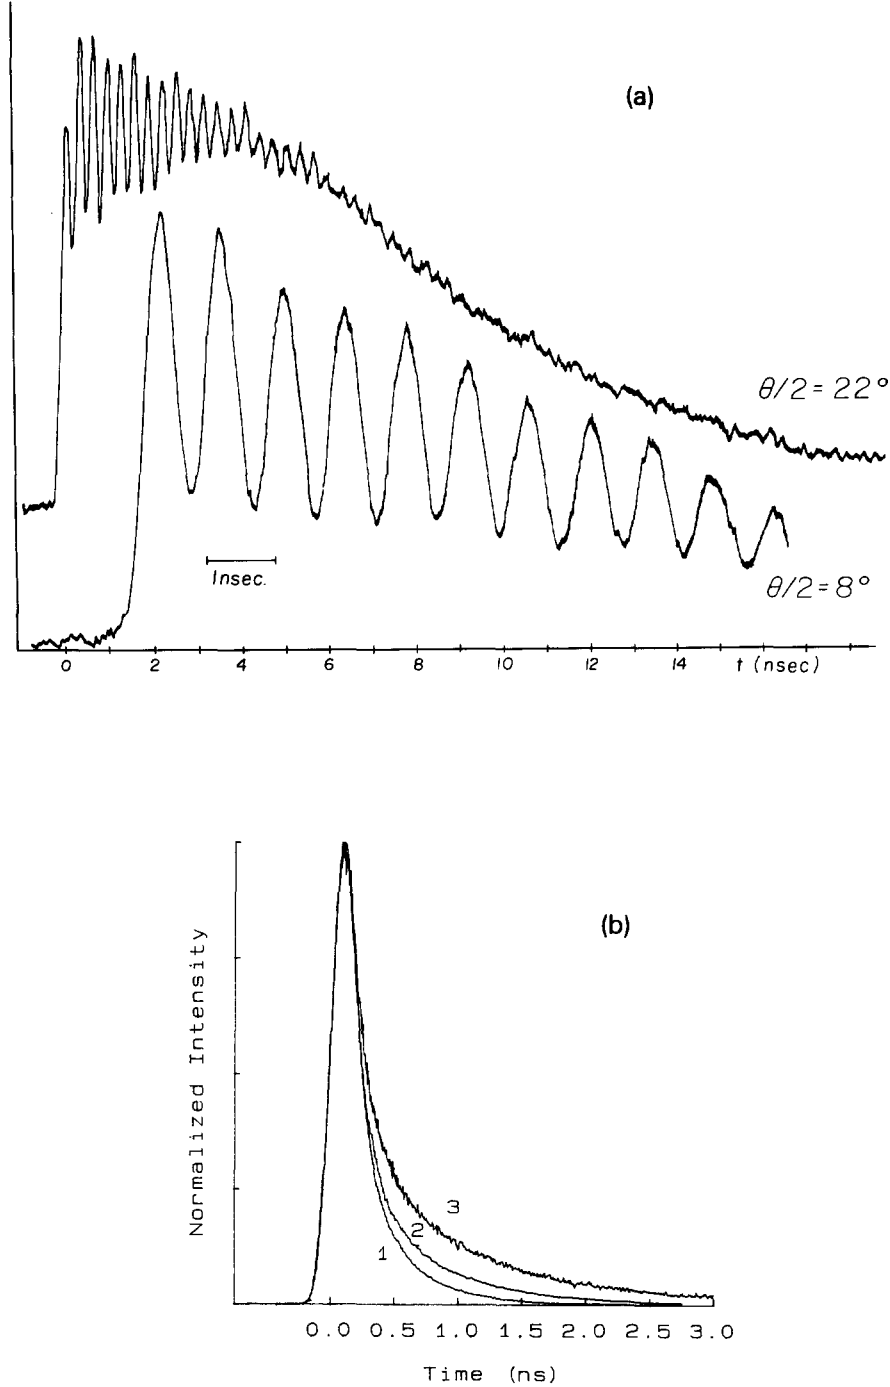 (a)
θ/2 = 22°
1nsec.
θ/2 = 8°
0 2 4 6 8 10 12 14 t (nsec)
(b)
Normalized Intensity
3
2
1
0.0 0.5 1.0 1.5 2.0 2.5 3.0
Time (ns)